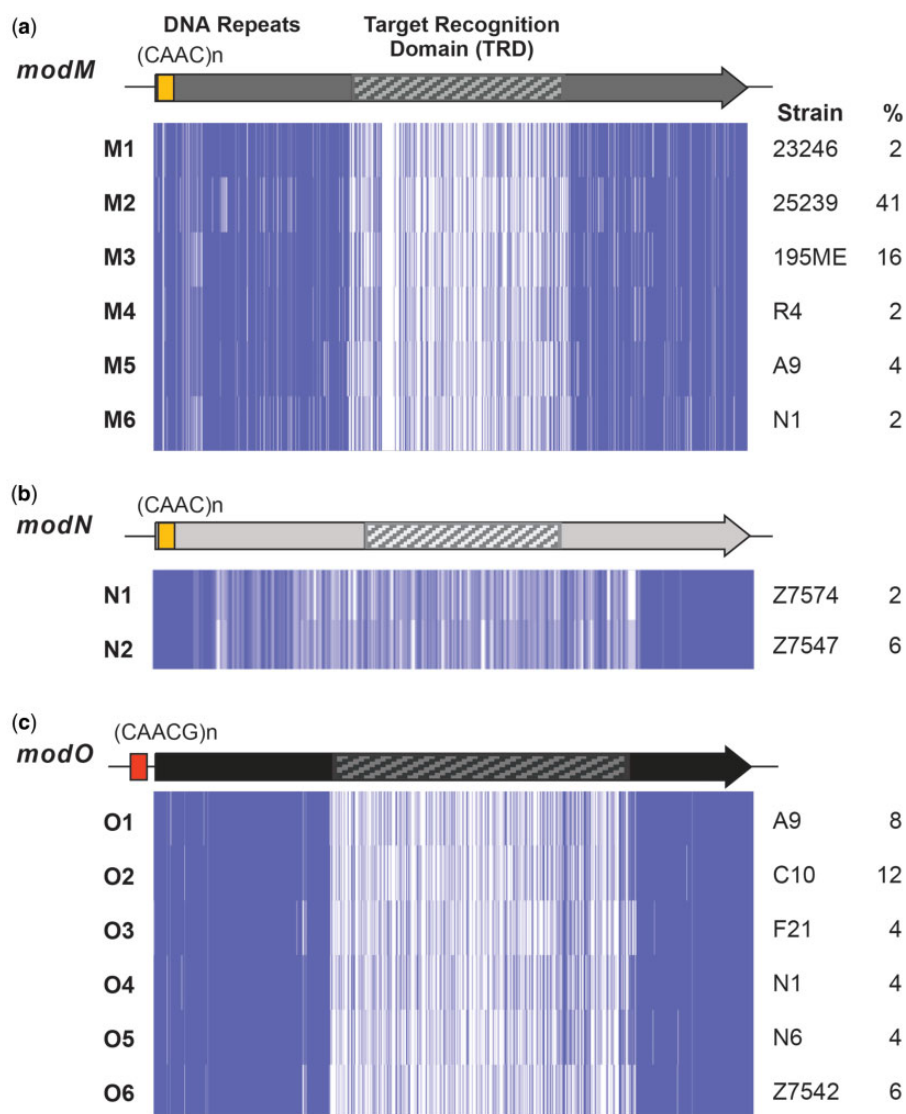 (a)
DNA Repeats
Target Recognition
Domain (TRD)
(CAAC)n
modM
Strain %
M1 23246 2
M2 25239 41
M3 195ME 16
M4 R4 2
M5 A9 4
M6 N1 2
(b)
(CAAC)n
modN
N1 Z7574 2
N2 Z7547 6
(c)
(CAACG)n
modO
O1 A9 8
O2 C10 12
O3 F21 4
O4 N1 4
O5 N6 4
O6 Z7542 6